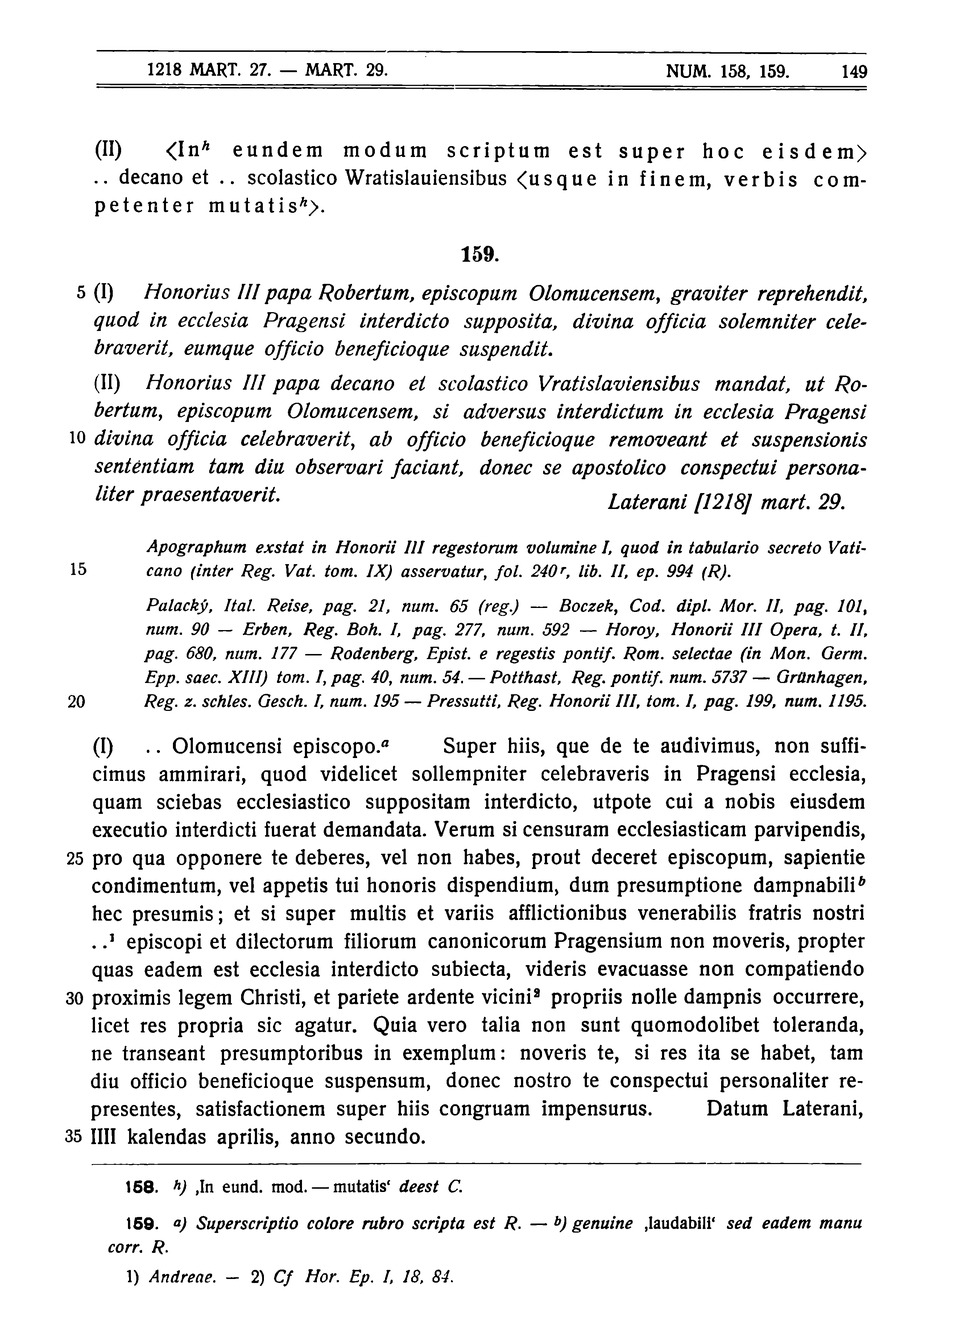 1218 MART. 27. — MART. 29. NUM. 158, 159. 149
(II) ⟨Inʰ eundem modum scriptum est super hoc eisdem⟩
.. decano et .. scolastico Wratislauiensibus ⟨usque in finem, verbis com-
petenter mutatisʰ⟩.
159.
5 (I) Honorius III papa Robertum, episcopum Olomucensem, graviter reprehendit,
quod in ecclesia Pragensi interdicto supposita, divina officia solemniter cele-
braverit, eumque officio beneficioque suspendit.
(II) Honorius III papa decano et scolastico Vratislaviensibus mandat, ut Ro-
bertum, episcopum Olomucensem, si adversus interdictum in ecclesia Pragensi
10 divina officia celebraverit, ab officio beneficioque removeant et suspensionis
sententiam tam diu observari faciant, donec se apostolico conspectui persona-
liter praesentaverit. Laterani [1218] mart. 29.
Apographum exstat in Honorii III regestorum volumine I, quod in tabulario secreto Vati-
15 cano (inter Reg. Vat. tom. IX) asservatur, fol. 240ʳ, lib. II, ep. 994 (R).
Palacký, Ital. Reise, pag. 21, num. 65 (reg.) — Boczek, Cod. dipl. Mor. II, pag. 101,
num. 90 — Erben, Reg. Boh. I, pag. 277, num. 592 — Horoy, Honorii III Opera, t. II,
pag. 680, num. 177 — Rodenberg, Epist. e regestis pontif. Rom. selectae (in Mon. Germ.
Epp. saec. XIII) tom. I, pag. 40, num. 54. — Potthast, Reg. pontif. num. 5737 — Grünhagen,
20 Reg. z. schles. Gesch. I, num. 195 — Pressutti, Reg. Honorii III, tom. I, pag. 199, num. 1195.
(I) .. Olomucensi episcopo.ᵃ Super hiis, que de te audivimus, non suffi-
cimus ammirari, quod videlicet sollempniter celebraveris in Pragensi ecclesia,
quam sciebas ecclesiastico suppositam interdicto, utpote cui a nobis eiusdem
executio interdicti fuerat demandata. Verum si censuram ecclesiasticam parvipendis,
25 pro qua opponere te deberes, vel non habes, prout deceret episcopum, sapientie
condimentum, vel appetis tui honoris dispendium, dum presumptione dampnabiliᵇ
hec presumis; et si super multis et variis afflictionibus venerabilis fratris nostri
..¹ episcopi et dilectorum filiorum canonicorum Pragensium non moveris, propter
quas eadem est ecclesia interdicto subiecta, videris evacuasse non compatiendo
30 proximis legem Christi, et pariete ardente vicini² propriis nolle dampnis occurrere,
licet res propria sic agatur. Quia vero talia non sunt quomodolibet toleranda,
ne transeant presumptoribus in exemplum: noveris te, si res ita se habet, tam
diu officio beneficioque suspensum, donec nostro te conspectui personaliter re-
presentes, satisfactionem super hiis congruam impensurus. Datum Laterani,
35 IIII kalendas aprilis, anno secundo.
158. ʰ) ‚In eund. mod. — mutatis‘ deest C.
159. ᵃ) Superscriptio colore rubro scripta est R. — ᵇ) genuine ‚laudabili‘ sed eadem manu
corr. R.
1) Andreae. — 2) Cf Hor. Ep. I, 18, 84.